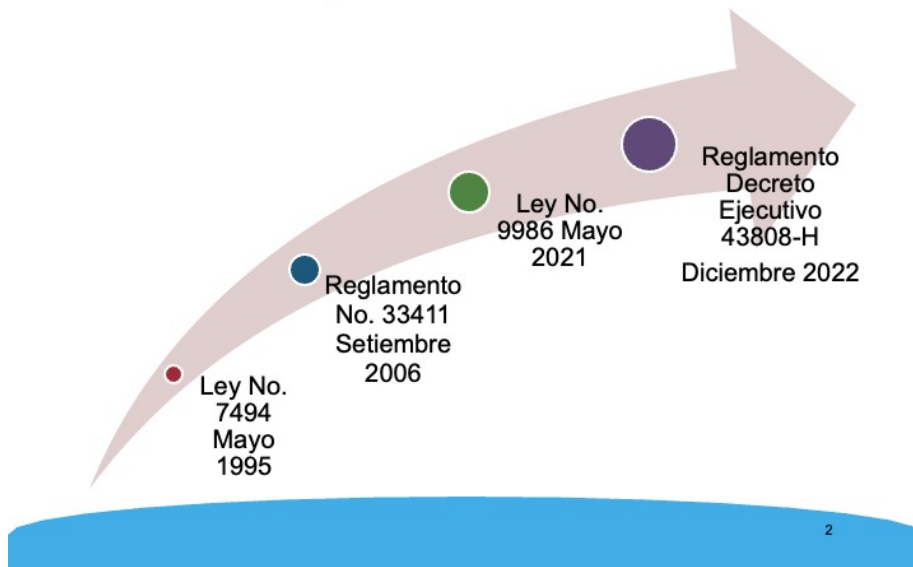 Ley No.
7494
Mayo
1995
Reglamento
No. 33411
Setiembre
2006
Ley No.
9986 Mayo
2021
Reglamento
Decreto
Ejecutivo
43808-H
Diciembre 2022
2